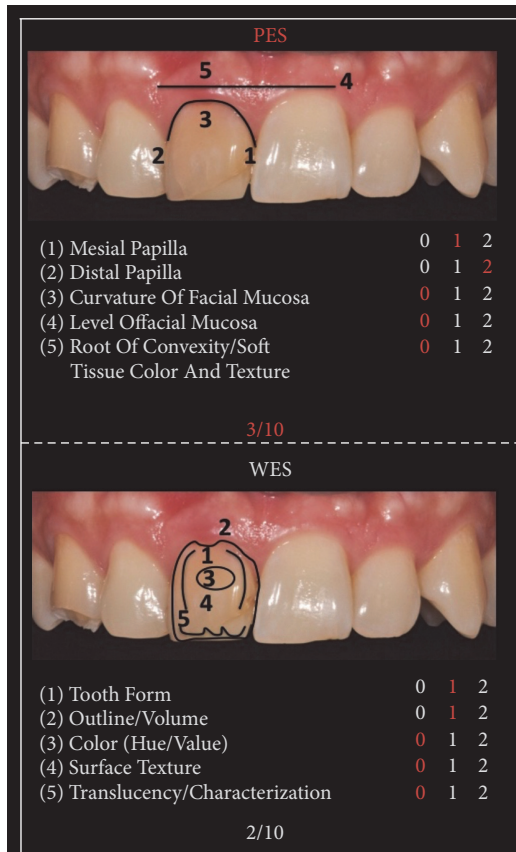 PES
5
4
3
2
1
(1) Mesial Papilla 0 1 2
(2) Distal Papilla 0 1 2
(3) Curvature Of Facial Mucosa 0 1 2
(4) Level Offacial Mucosa 0 1 2
(5) Root Of Convexity/Soft 0 1 2
Tissue Color And Texture
3/10
WES
2
1
3
4
5
(1) Tooth Form 0 1 2
(2) Outline/Volume 0 1 2
(3) Color (Hue/Value) 0 1 2
(4) Surface Texture 0 1 2
(5) Translucency/Characterization 0 1 2
2/10